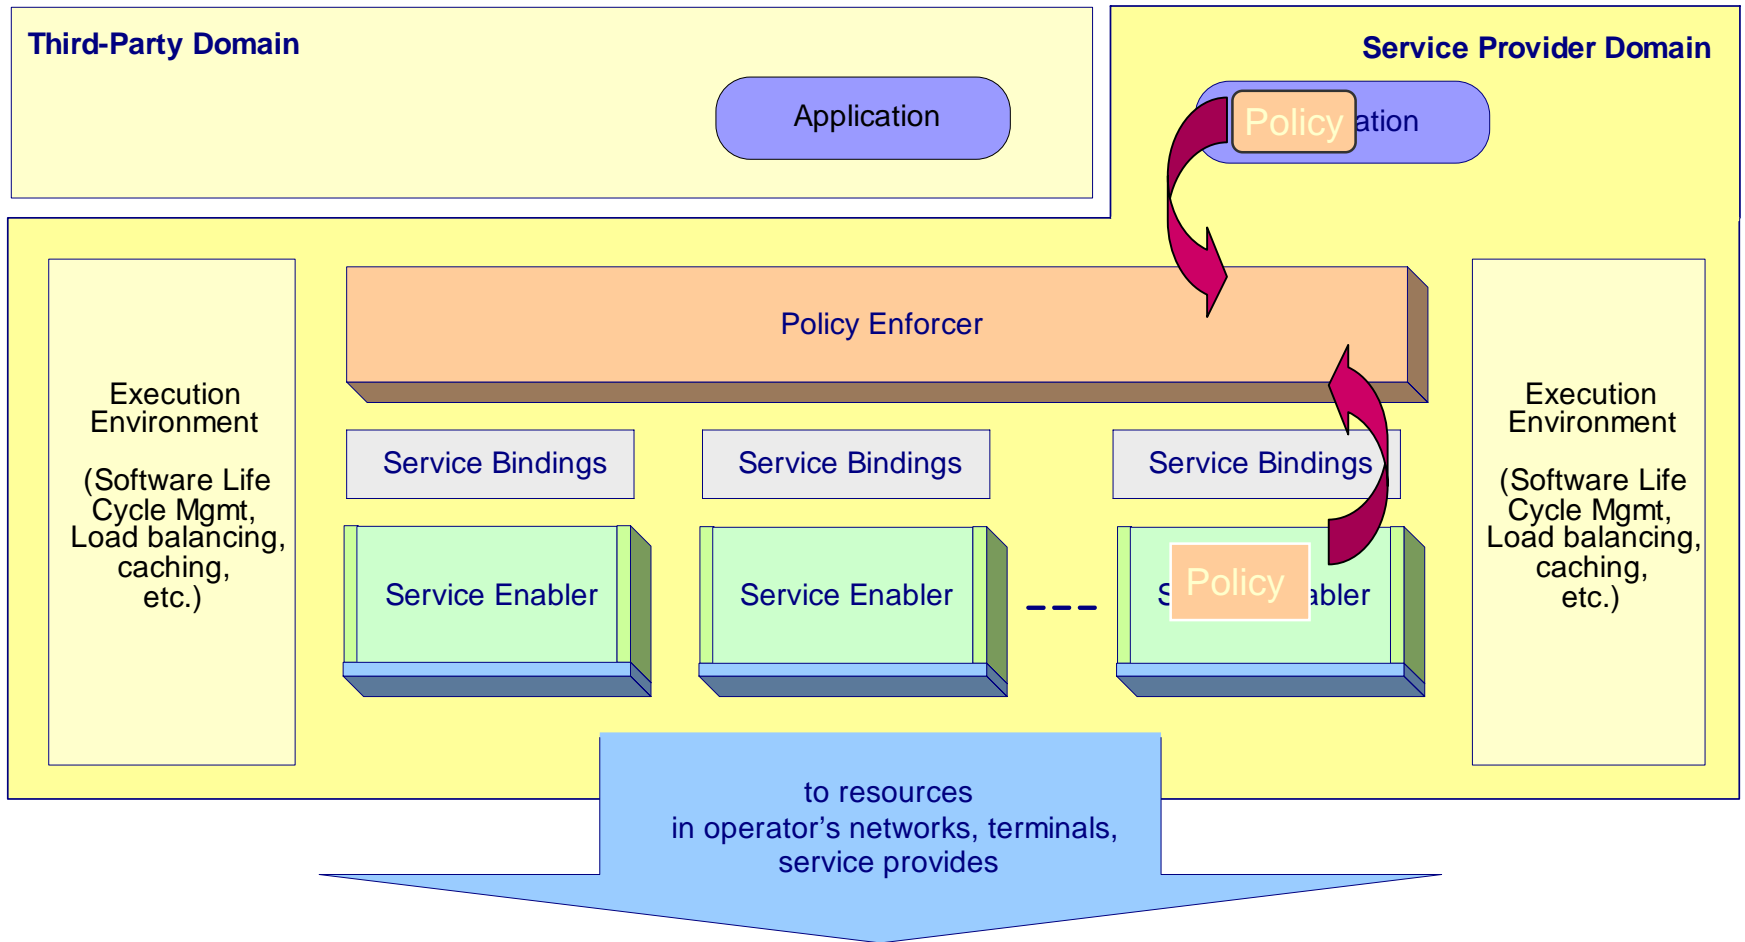 Third-Party Domain
Service Provider Domain
Application
Policy
ation
Policy Enforcer
Execution
Environment
(Software Life
Cycle Mgmt,
Load balancing,
caching,
etc.)
Execution
Environment
(Software Life
Cycle Mgmt,
Load balancing,
caching,
etc.)
Service Bindings
Service Bindings
Service Bindings
Service Enabler
Service Enabler
S
Policy
abler
to resources
in operator’s networks, terminals,
service provides